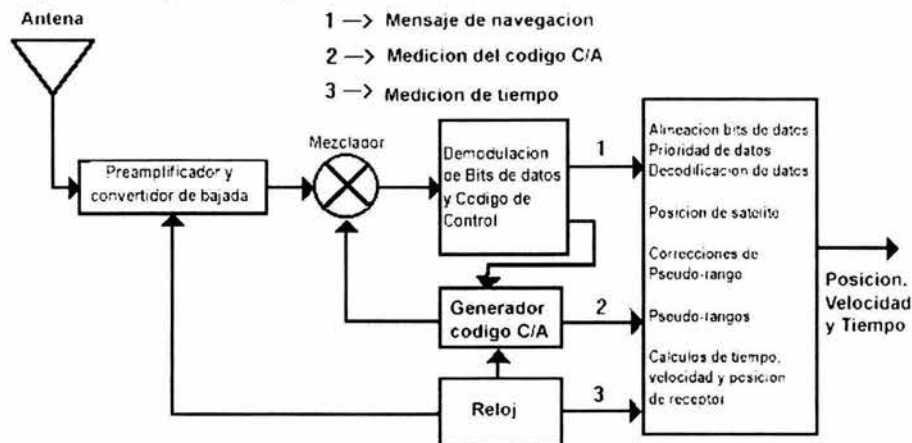 Antena
1 —> Mensaje de navegacion
2 —> Medicion del codigo C/A
3 —> Medicion de tiempo
Preamplificador y
convertidor de bajada
Mezclador
Demodulacion
de Bits de datos
y Codigo de
Control
1
Generador
codigo C/A
2
Reloj
3
Alineacion bits de datos
Prioridad de datos
Decodificacion de datos
Posicion de satelite
Correcciones de
Pseudo-rango
Pseudo-rangos
Calculos de tiempo,
velocidad y posicion
de receptor
Posicion.
Velocidad
y Tiempo